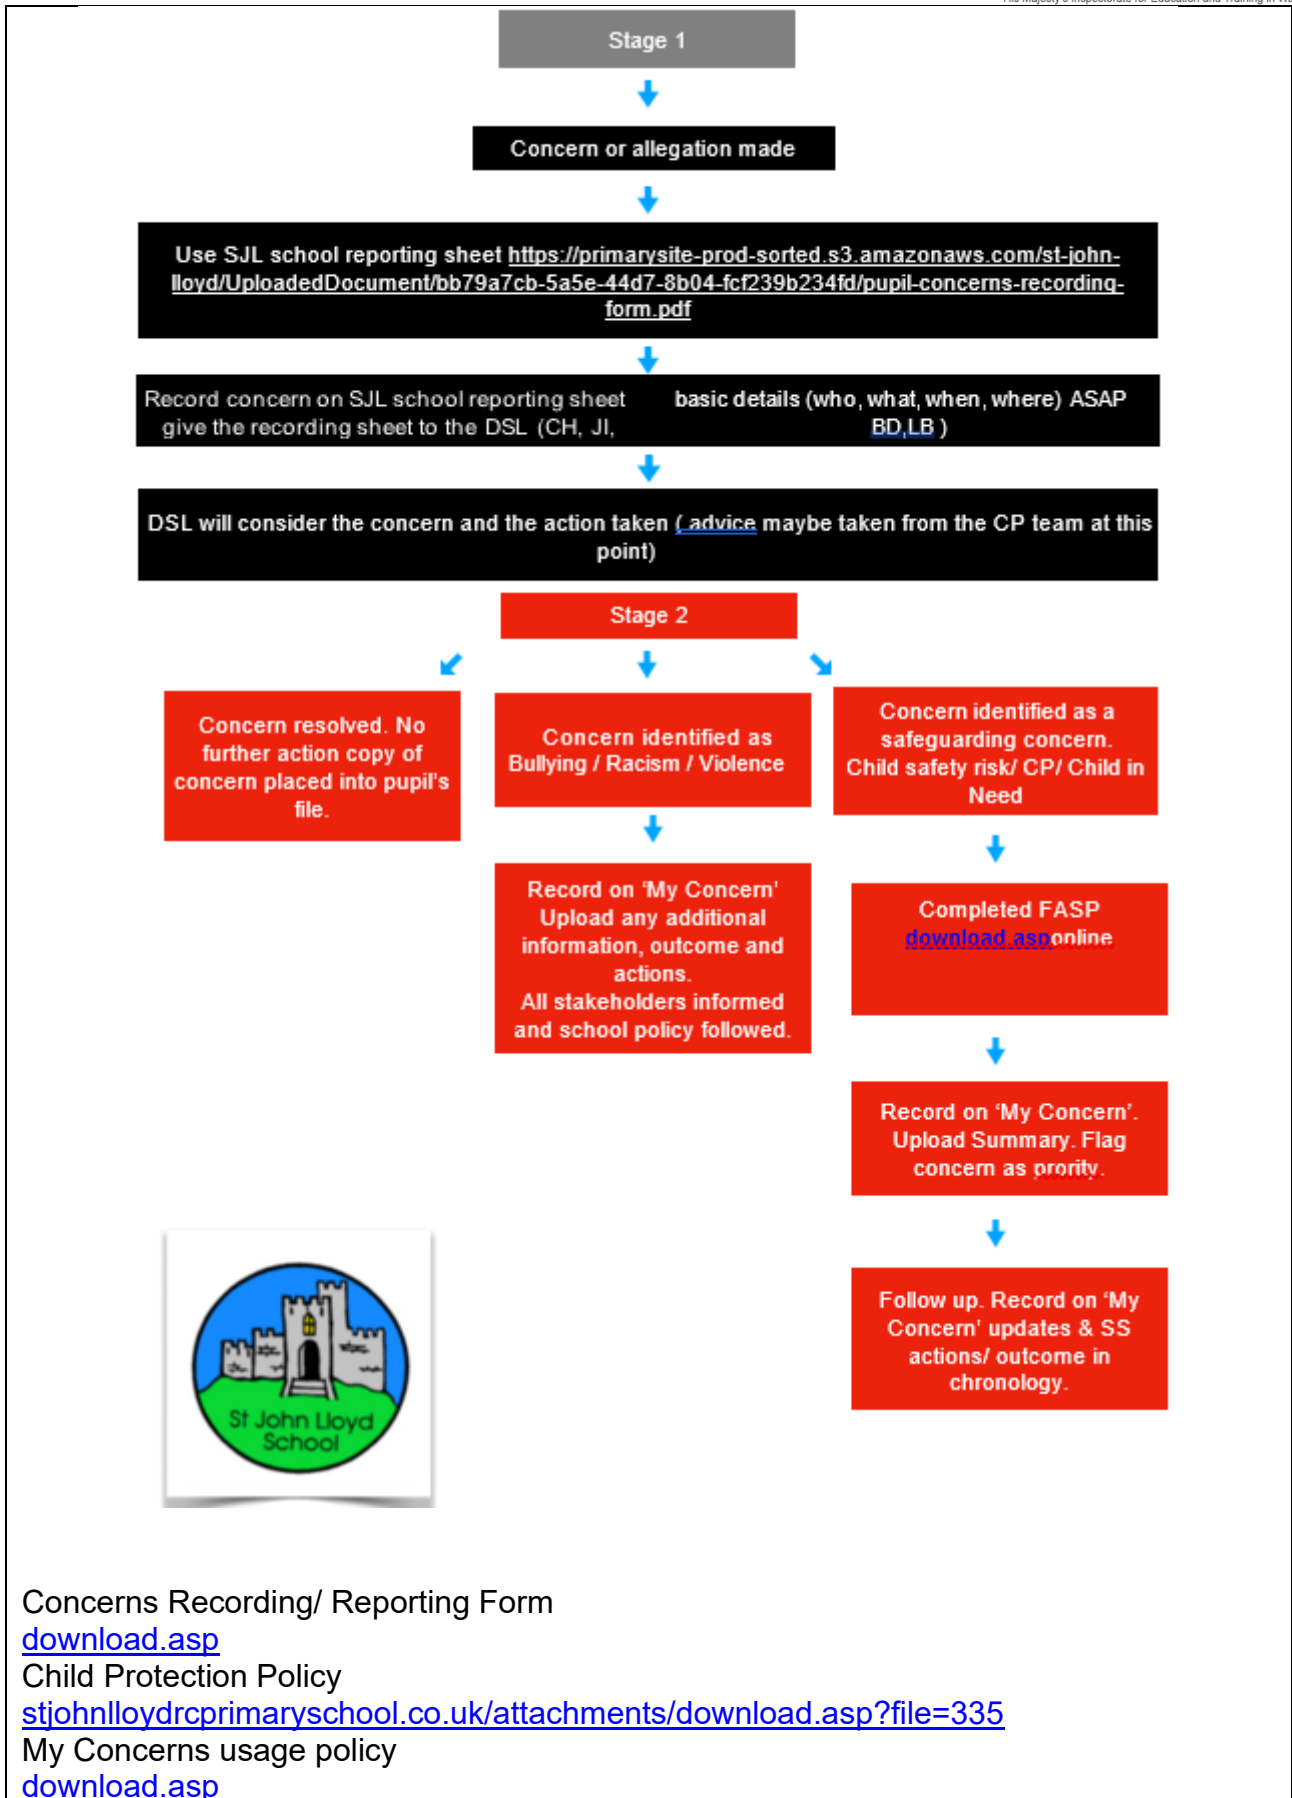 His Majesty's Inspectorate for Education and Training in
Stage 1
Concern or allegation made
Use SJL school reporting sheet https://primarysite-prod-sorted.s3.amazonaws.com/st-john-
lloyd/UploadedDocument/bb79a7cb-5a5e-44d7-8b04-fcf239b234fd/pupil-concerns-recording-
form.pdf
Record concern on SJL school reporting sheet basic details (who, what, when, where) ASAP
give the recording sheet to the DSL (CH, JI, BD,LB )
DSL will consider the concern and the action taken ( advice maybe taken from the CP team at this
point)
Stage 2
Concern resolved. No
further action copy of
concern placed into pupil's
file.
Concern identified as
Bullying / Racism / Violence
Record on ‘My Concern’
Upload any additional
information, outcome and
actions.
All stakeholders informed
and school policy followed.
Concern identified as a
safeguarding concern.
Child safety risk/ CP/ Child in
Need
Completed FASP
download.asponline
Record on ‘My Concern’.
Upload Summary. Flag
concern as prority.
Follow up. Record on ‘My
Concern’ updates & SS
actions/ outcome in
chronology.
St John Lloyd
School
Concerns Recording/ Reporting Form
download.asp
Child Protection Policy
stjohnlloydrcprimaryschool.co.uk/attachments/download.asp?file=335
My Concerns usage policy
download.asp